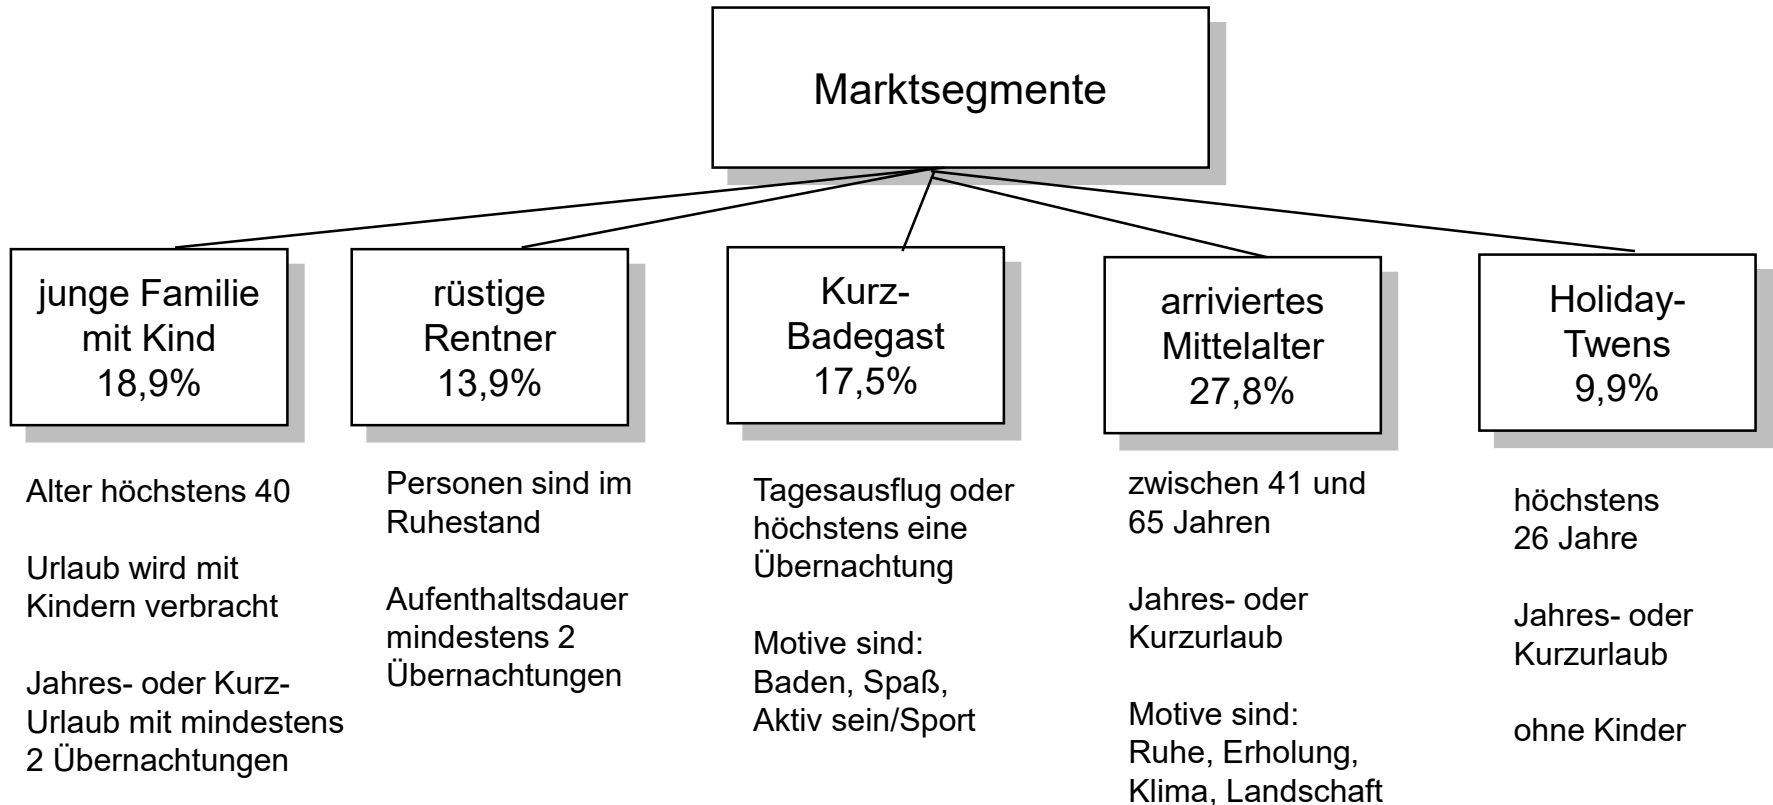 Marktsegmente
junge Familie
mit Kind
18,9%
rüstige
Rentner
13,9%
Kurz-
Badegast
17,5%
arriviertes
Mittelalter
27,8%
Holiday-
Twens
9,9%
Alter höchstens 40
Urlaub wird mit
Kindern verbracht
Jahres- oder Kurz-
Urlaub mit mindestens
2 Übernachtungen
Personen sind im
Ruhestand
Aufenthaltsdauer
mindestens 2
Übernachtungen
Tagesausflug oder
höchstens eine
Übernachtung
Motive sind:
Baden, Spaß,
Aktiv sein/Sport
zwischen 41 und
65 Jahren
Jahres- oder
Kurzurlaub
Motive sind:
Ruhe, Erholung,
Klima, Landschaft
höchstens
26 Jahre
Jahres- oder
Kurzurlaub
ohne Kinder